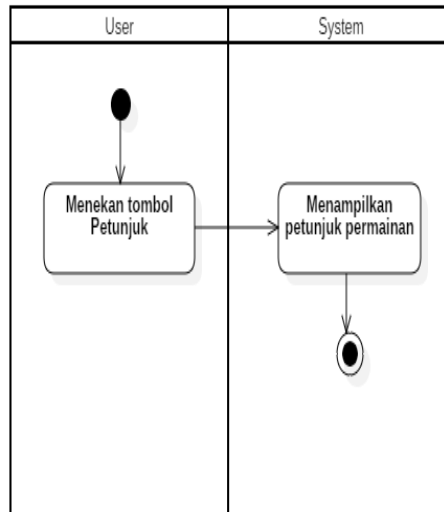 User
System
Menekan tombol
Petunjuk
Menampilkan
petunjuk permainan